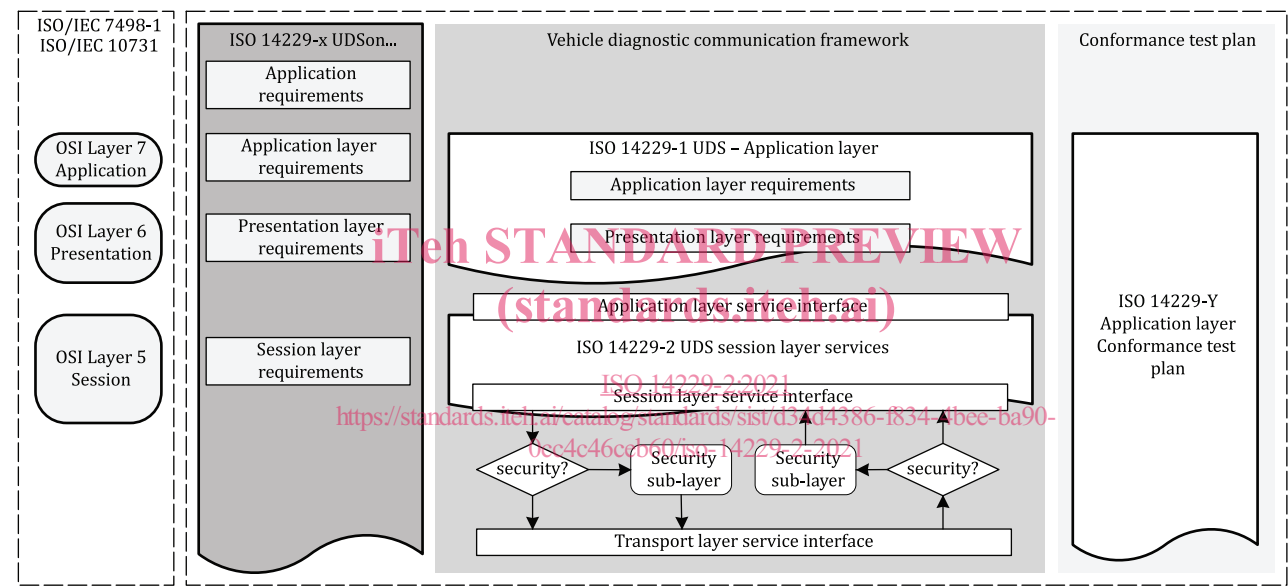 ISO/IEC 7498-1
ISO/IEC 10731
OSI Layer 7
Application
OSI Layer 6
Presentation
OSI Layer 5
Session
ISO 14229-x UDSon...
Application
requirements
Application layer
requirements
Presentation layer
requirements
Session layer
requirements
Vehicle diagnostic communication framework
ISO 14229-1 UDS – Application layer
Application layer requirements
Presentation layer requirements
iTeh STANDARD PREVIEW
(standards.iteh.ai)
Application layer service interface
ISO 14229-2 UDS session layer services
ISO 14229-2:2021
Session layer service interface
https://standards.iteh.ai/catalog/standards/sist/d34d4386-f834-4bee-ba90-
0cc4c46ceb60/iso-14229-2-2021
security?
Security
sub-layer
Security
sub-layer
security?
Transport layer service interface
Conformance test plan
ISO 14229-Y
Application layer
Conformance test
plan